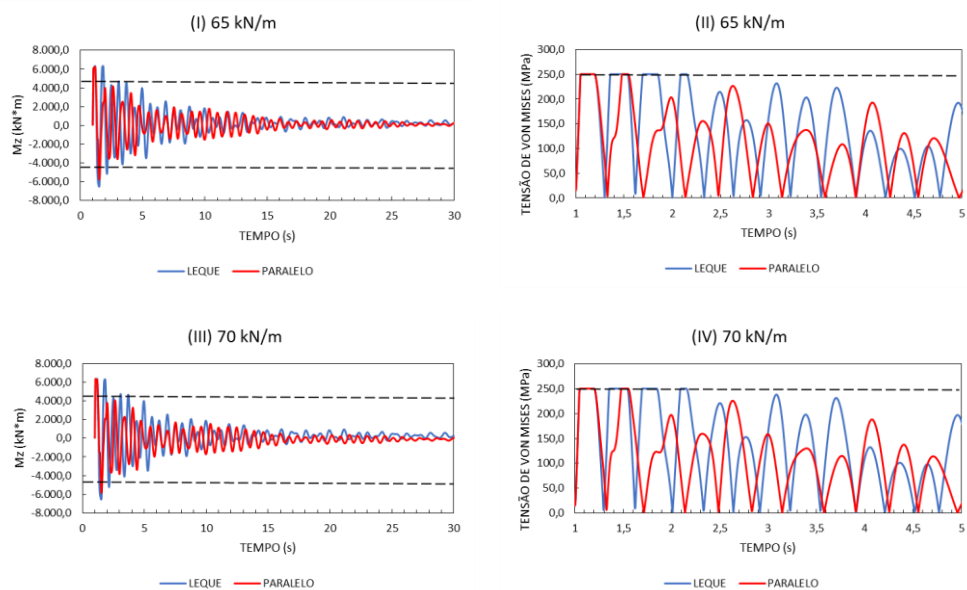 (I) 65 kN/m
8.000,0
6.000,0
4.000,0
2.000,0
0,0
-2.000,0
-4.000,0
-6.000,0
-8.000,0
Mz (kN*m)
0 5 10 15 20 25 30
TEMPO (s)
LEQUE PARALELO
(II) 65 kN/m
300,0
250,0
200,0
150,0
100,0
50,0
0,0
TENSÃO DE VON MISES (MPa)
1 1,5 2 2,5 3 3,5 4 4,5 5
TEMPO (s)
LEQUE PARALELO
(III) 70 kN/m
8.000,0
6.000,0
4.000,0
2.000,0
0,0
-2.000,0
-4.000,0
-6.000,0
-8.000,0
Mz (kN*m)
0 5 10 15 20 25 30
TEMPO (s)
LEQUE PARALELO
(IV) 70 kN/m
300,0
250,0
200,0
150,0
100,0
50,0
0,0
TENSÃO DE VON MISES (MPa)
1 1,5 2 2,5 3 3,5 4 4,5 5
TEMPO (s)
LEQUE PARALELO